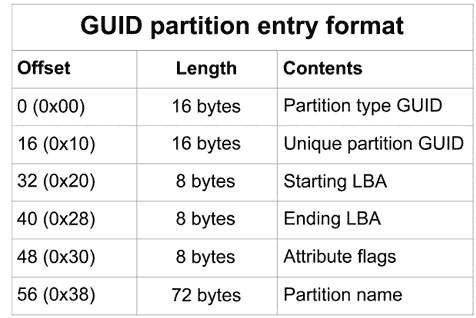 GUID partition entry format
Offset Length Contents
0 (0x00) 16 bytes Partition type GUID
16 (0x10) 16 bytes Unique partition GUID
32 (0x20) 8 bytes Starting LBA
40 (0x28) 8 bytes Ending LBA
48 (0x30) 8 bytes Attribute flags
56 (0x38) 72 bytes Partition name